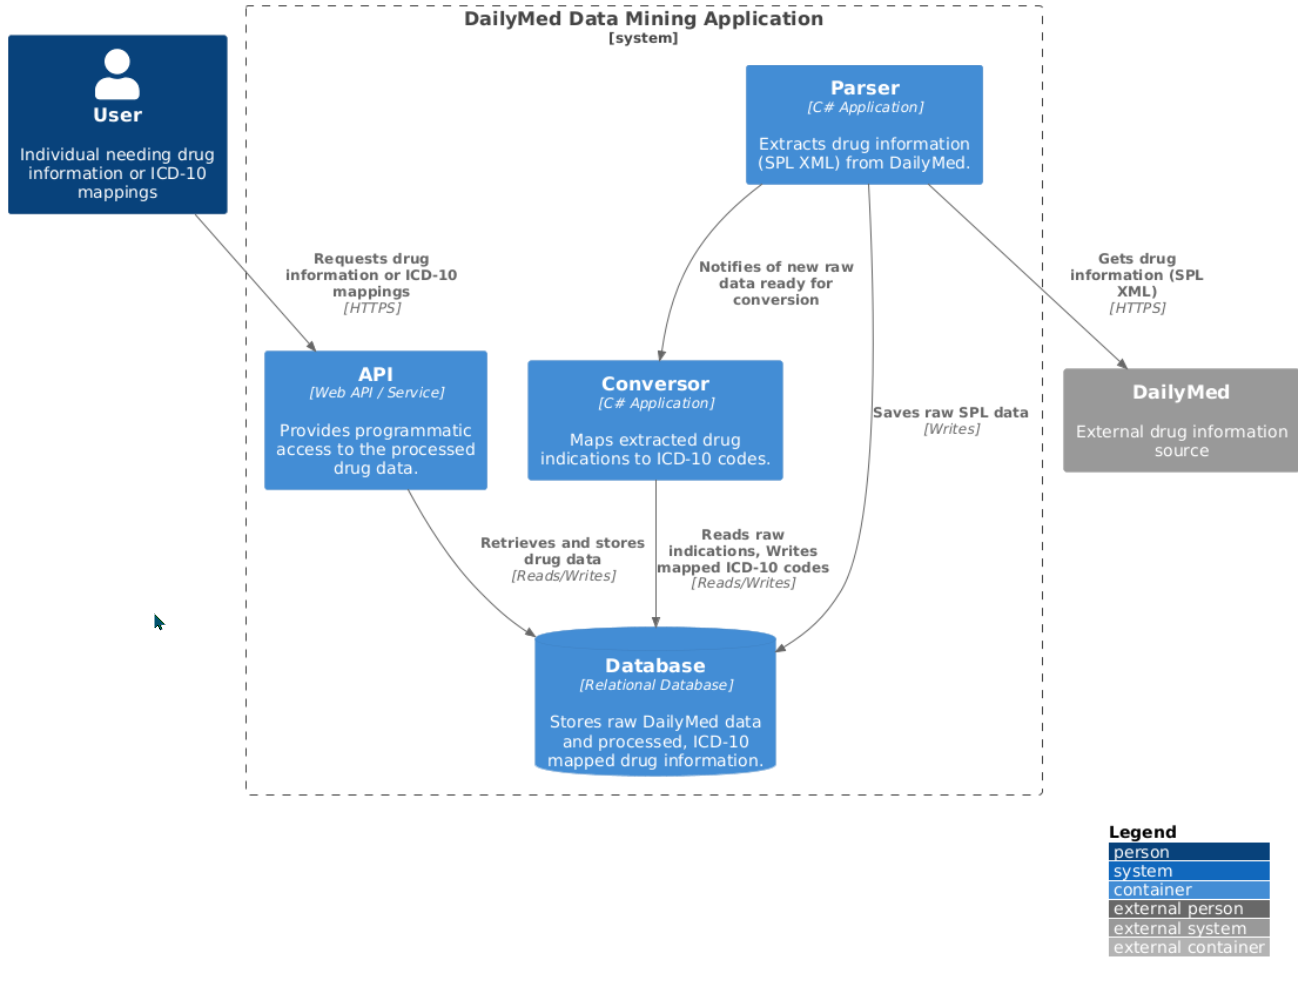 DailyMed Data Mining Application
[system]
User
Individual needing drug
information or ICD-10
mappings
Parser
[C# Application]
Extracts drug information
(SPL XML) from DailyMed.
Requests drug
information or ICD-10
mappings
[HTTPS]
Notifies of new raw
data ready for
conversion
Gets drug
information (SPL
XML)
[HTTPS]
API
[Web API / Service]
Provides programmatic
access to the processed
drug data.
Conversor
[C# Application]
Maps extracted drug
indications to ICD-10 codes.
Saves raw SPL data
[Writes]
DailyMed
External drug information
source
Retrieves and stores
drug data
[Reads/Writes]
Reads raw
indications, Writes
mapped ICD-10 codes
[Reads/Writes]
Database
[Relational Database]
Stores raw DailyMed data
and processed, ICD-10
mapped drug information.
Legend
person
system
container
external person
external system
external container